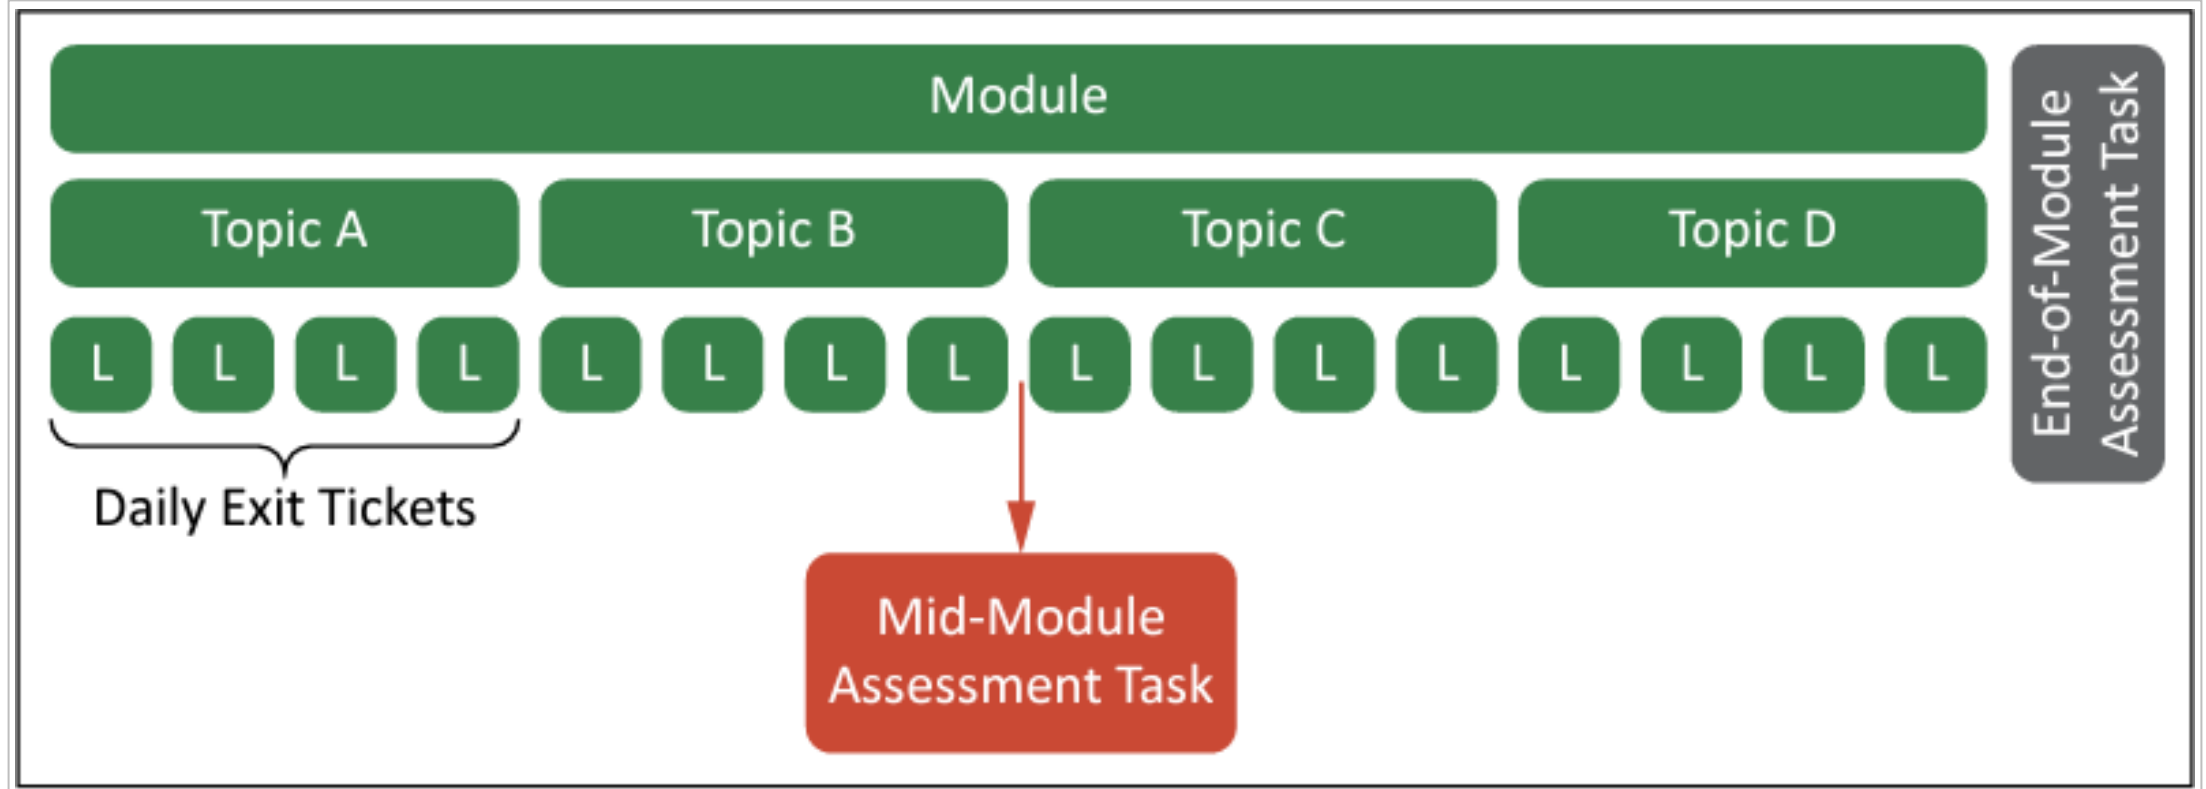 Module
Topic A
Topic B
Topic C
Topic D
L L L L L L L L L L L L L L L L
Daily Exit Tickets
Mid-Module
Assessment Task
End-of-Module
Assessment Task